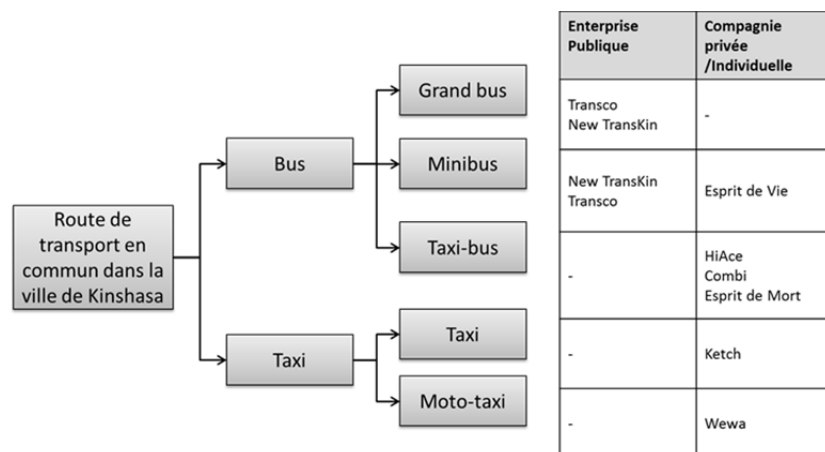 Route de
transport en
commun dans la
ville de Kinshasa
Bus
Taxi
Grand bus
Minibus
Taxi-bus
Taxi
Moto-taxi
Enterprise
Publique
Compagnie
privée
/Individuelle
Transco
New TransKin
-
New TransKin
Transco
Esprit de Vie
-
HiAce
Combi
Esprit de Mort
-
Ketch
-
Wewa